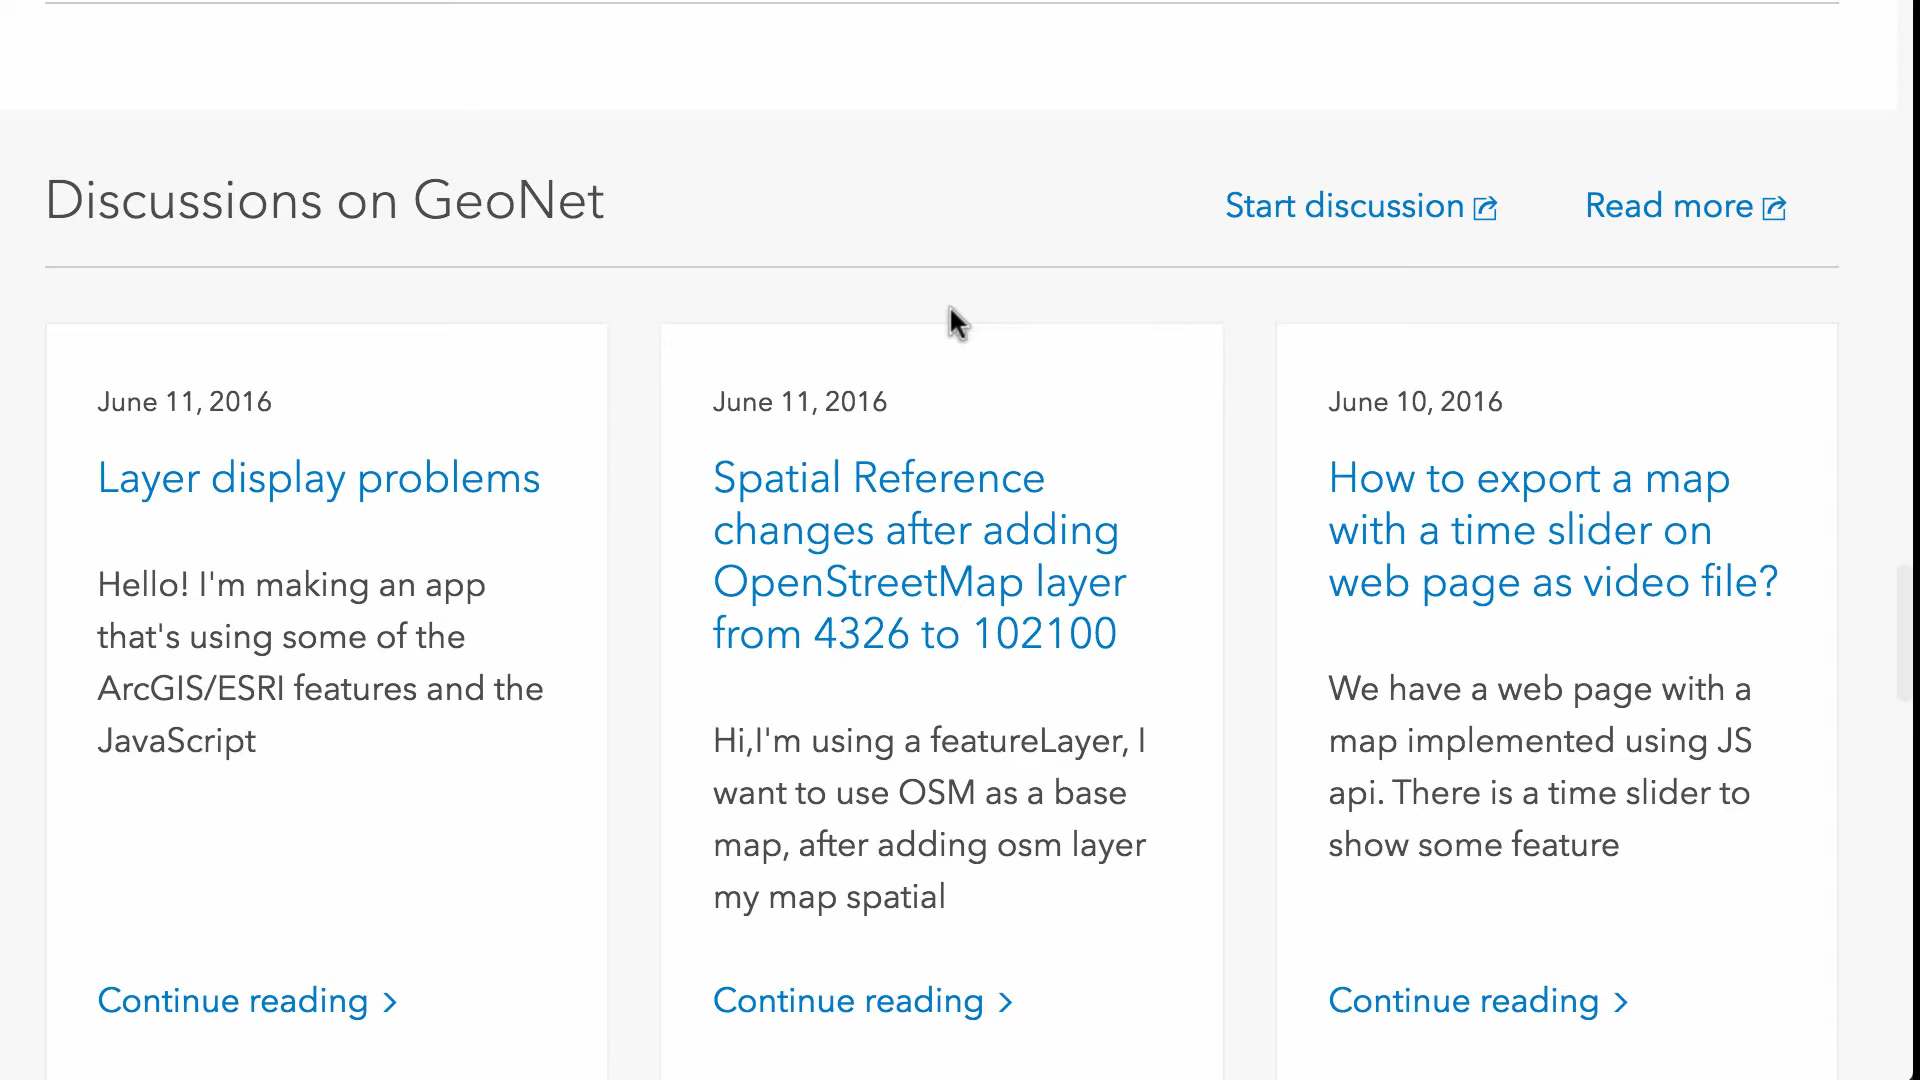 Discussions on GeoNet
Start discussion
Read more
June 11, 2016
Layer display problems
Hello! I'm making an app
that's using some of the
ArcGIS/ESRI features and the
JavaScript
Continue reading
June 11, 2016
Spatial Reference
changes after adding
OpenStreetMap layer
from 4326 to 102100
Hi,I'm using a featureLayer, I
want to use OSM as a base
map, after adding osm layer
my map spatial
Continue reading
June 10, 2016
How to export a map
with a time slider on
web page as video file?
We have a web page with a
map implemented using JS
api. There is a time slider to
show some feature
Continue reading